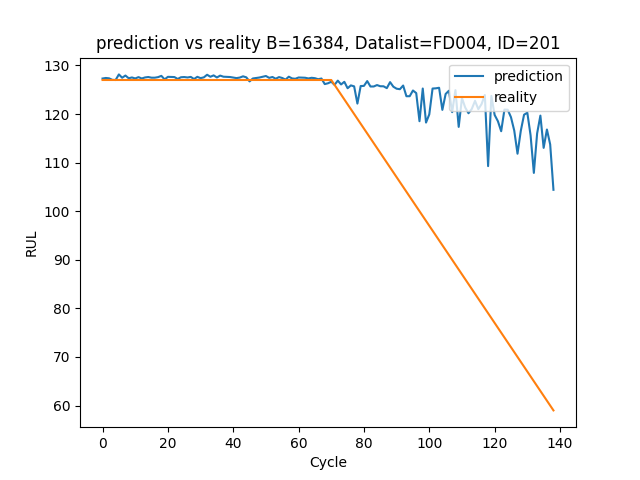 prediction vs reality B=16384, Datalist=FD004, ID=201
130
120
110
100
90
80
70
60
RUL
prediction
reality
0 20 40 60 80 100 120 140
Cycle